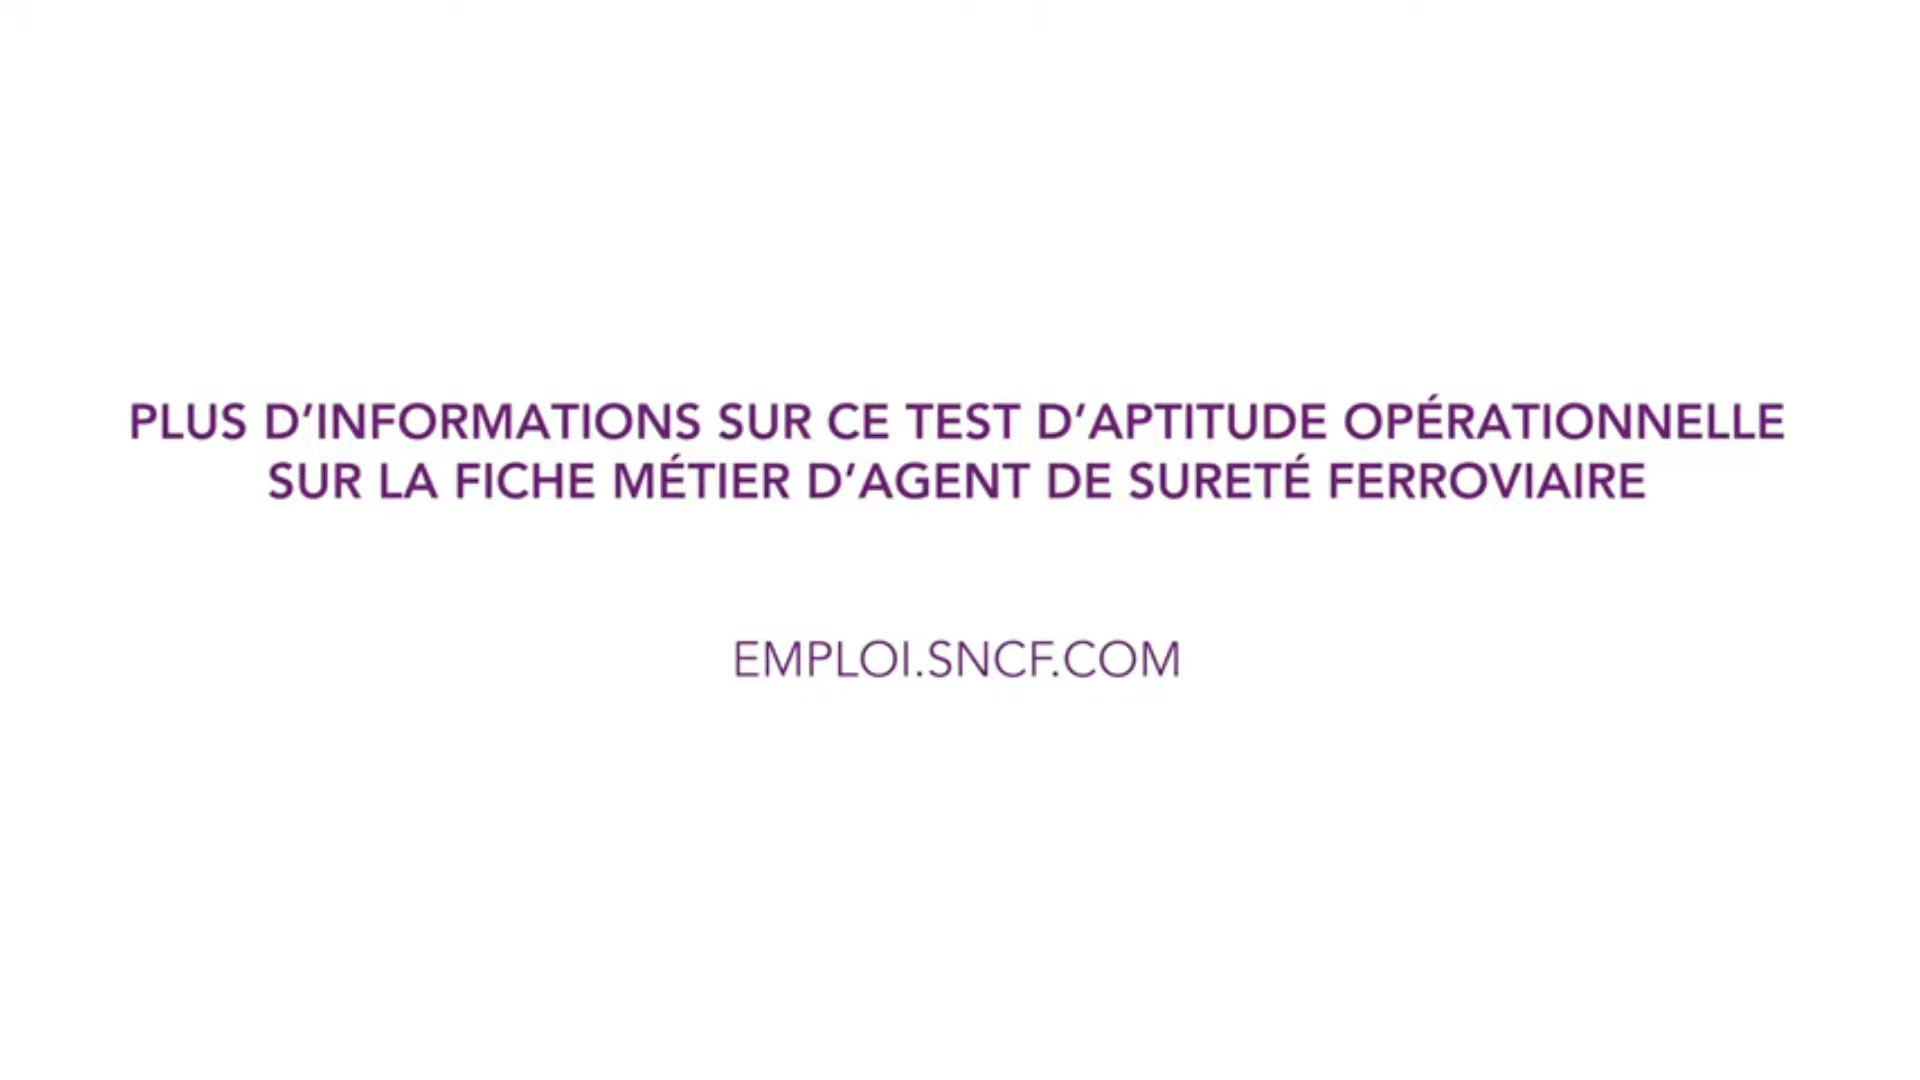 PLUS D’INFORMATIONS SUR CE TEST D’APTITUDE OPÉRATIONNELLE
SUR LA FICHE MÉTIER D’AGENT DE SURETÉ FERROVIAIRE
EMPLOI.SNCF.COM